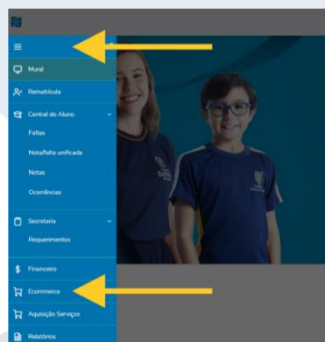 Mural
Rematrícula
Central do Aluno
Faltas
Nota/falta unificada
Notas
Ocorrências
Secretaria
Requerimentos
Financeiro
Ecommerce
Aquisição Serviços
Relatórios